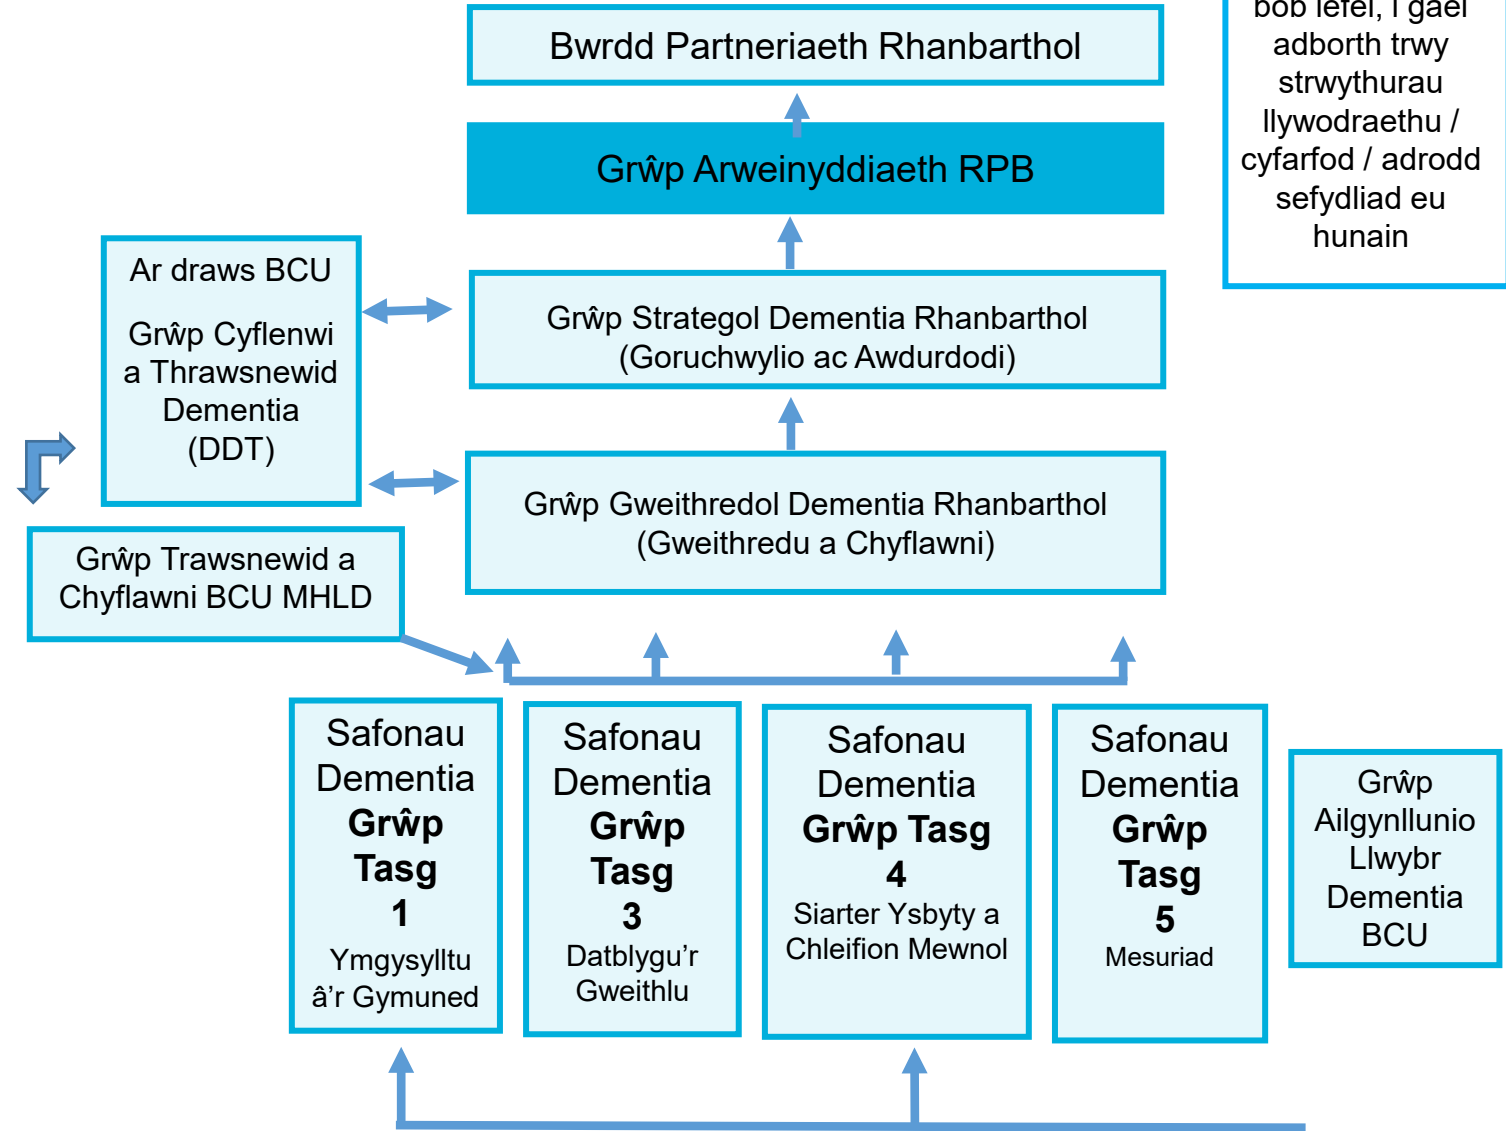 bob lefel, i gael
adborth trwy
strwythurau
llywodraethu /
cyfarfod / adrodd
sefydliad eu
hunain
Bwrdd Partneriaeth Rhanbarthol
Grŵp Arweinyddiaeth RPB
Ar draws BCU
Grŵp Cyflenwi
a Thrawsnewid
Dementia
(DDT)
Grŵp Strategol Dementia Rhanbarthol
(Goruchwylio ac Awdurdodi)
Grŵp Gweithredol Dementia Rhanbarthol
(Gweithredu a Chyflawni)
Grŵp Trawsnewid a
Chyflawni BCU MHLD
Safonau
Dementia
Grŵp
Tasg
1
Ymgysylltu
â’r Gymuned
Safonau
Dementia
Grŵp
Tasg
3
Datblygu’r
Gweithlu
Safonau
Dementia
Grŵp Tasg
4
Siarter Ysbyty a
Chleifion Mewnol
Safonau
Dementia
Grŵp
Tasg
5
Mesuriad
Grŵp
Ailgynllunio
Llwybr
Dementia
BCU